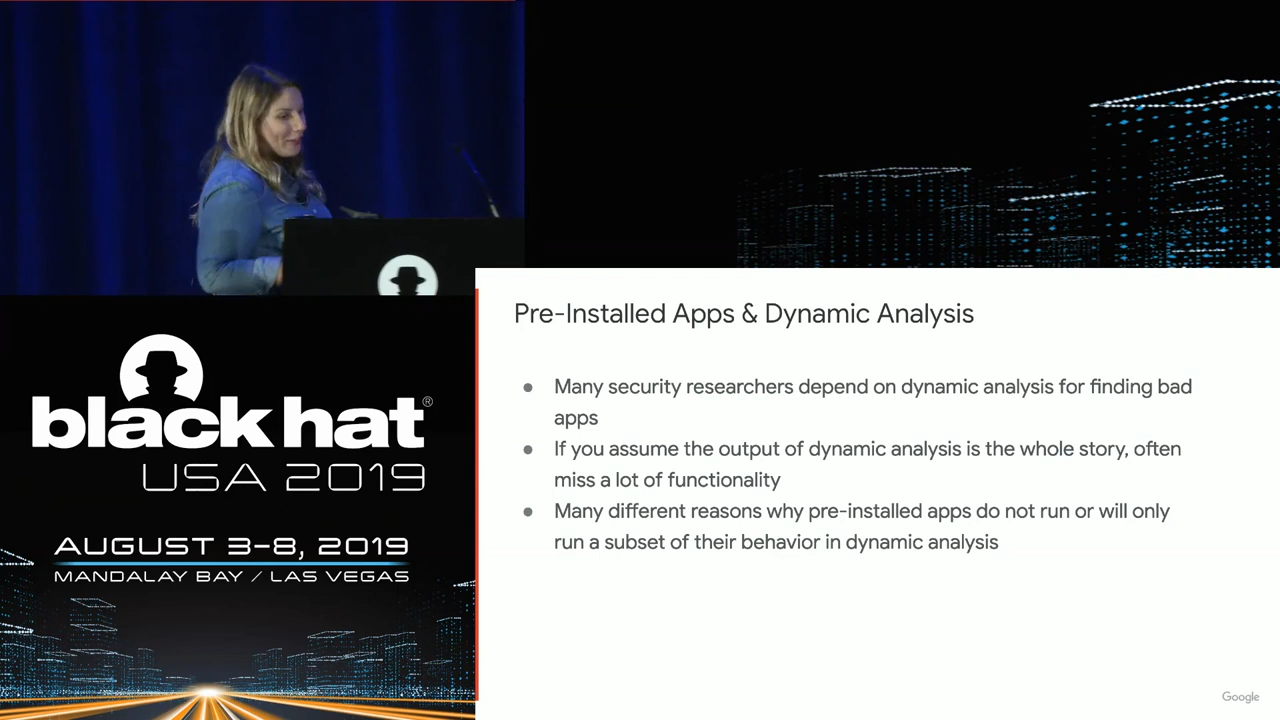 black hat®
USA 2019
AUGUST 3-8, 2019
MANDALAY BAY / LAS VEGAS
Pre-Installed Apps & Dynamic Analysis
● Many security researchers depend on dynamic analysis for finding bad
apps
● If you assume the output of dynamic analysis is the whole story, often
miss a lot of functionality
● Many different reasons why pre-installed apps do not run or will only
run a subset of their behavior in dynamic analysis
Google